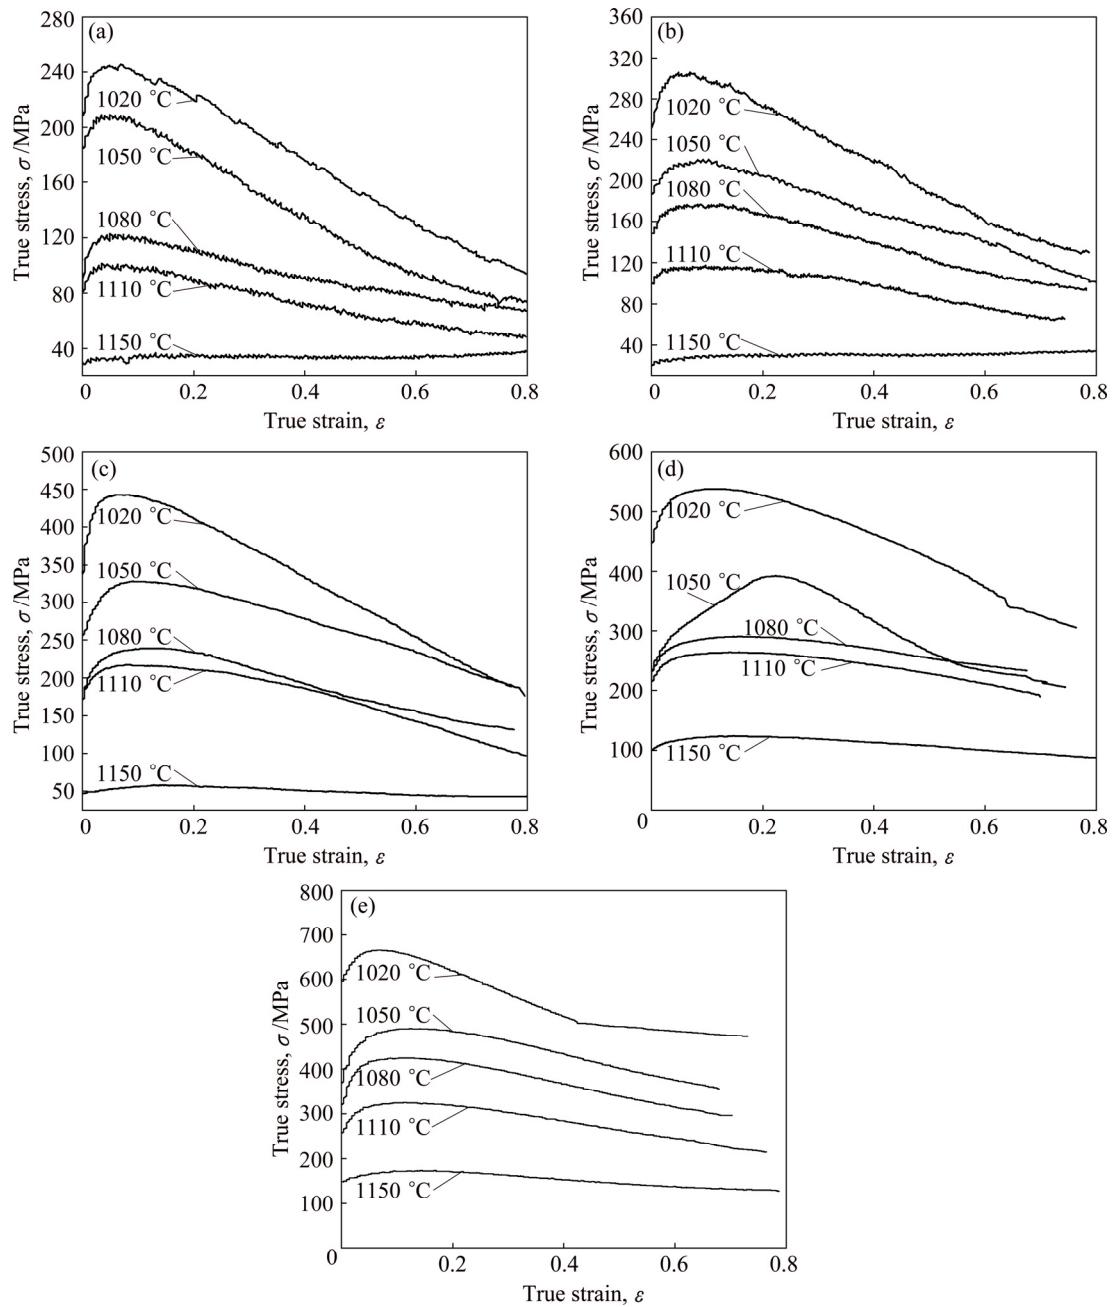 (a)
280
240
200
160
120
80
40
True stress, σ/MPa
1020 °C
1050 °C
1080 °C
1110 °C
1150 °C
0 0.2 0.4 0.6 0.8
True strain, ε
(b)
360
320
300
250
240
200
160
120
80
40
True stress, σ/MPa
1020 °C
1050 °C
1080 °C
1110 °C
1150 °C
0 0.2 0.4 0.6 0.8
True strain, ε
(c)
500
450
400
350
300
250
200
150
100
50
True stress, σ/MPa
1020 °C
1050 °C
1080 °C
1110 °C
1150 °C
0 0.2 0.4 0.6 0.8
True strain, ε
(d)
600
500
400
300
200
100
0
True stress, σ/MPa
1020 °C
1050 °C
1080 °C
1110 °C
1150 °C
0.2 0.4 0.6 0.8
True strain, ε
(e)
800
700
600
500
400
300
200
100
0
True stress, σ/MPa
1020 °C
1050 °C
1080 °C
1110 °C
1150 °C
0.2 0.4 0.6 0.8
True strain, ε